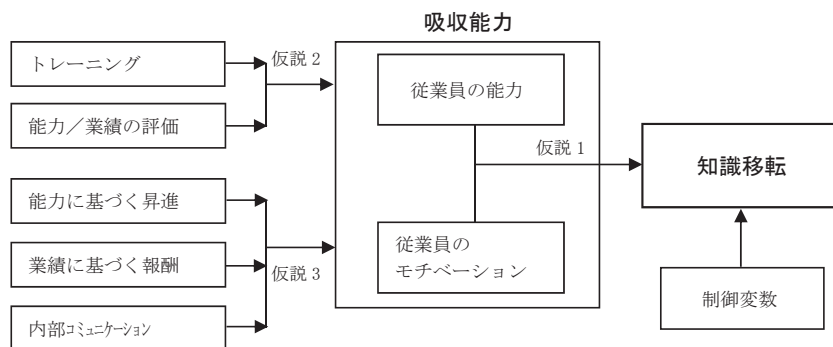 吸収能力
トレーニング
仮説 2
従業員の能力
能力／業績の評価
仮説 1
知識移転
能力に基づく昇進
従業員の
モチベーション
業績に基づく報酬
仮説 3
制御変数
内部コミュニケーション